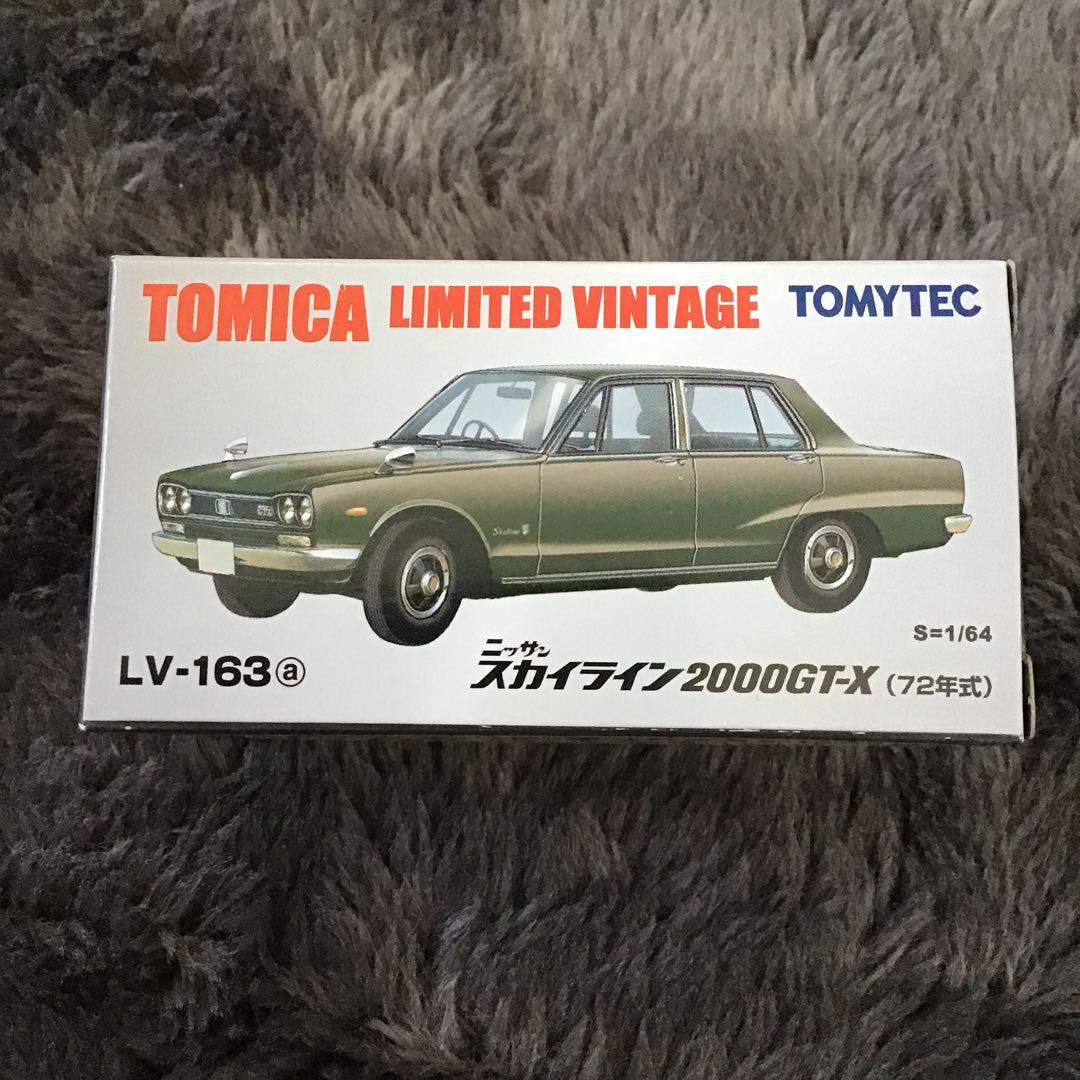 TOMICA LIMITED VINTAGE TOMYTEC
Skyline
S=1/64
LV-163ⓐ
ニッサン
スカイライン2000GT-X (72年式)